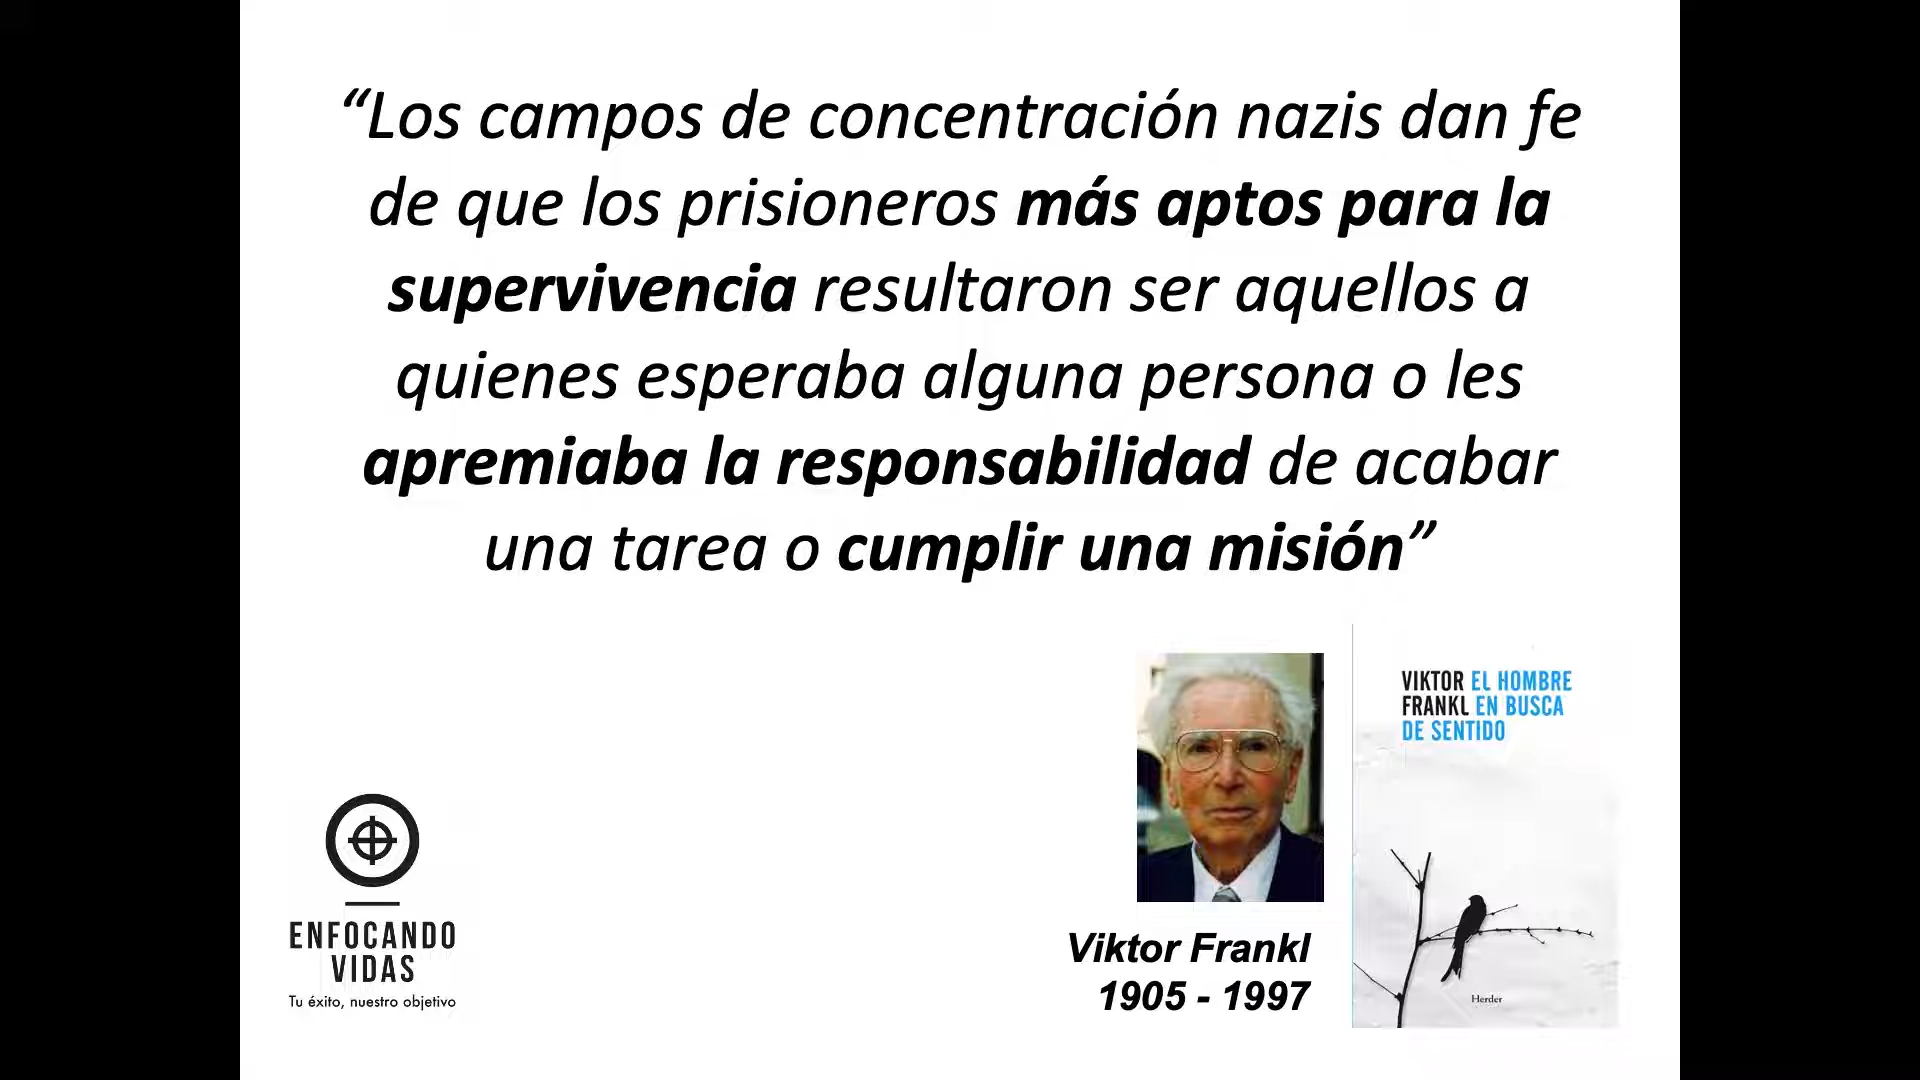 “Los campos de concentración nazis dan fe
de que los prisioneros más aptos para la
supervivencia resultaron ser aquellos a
quienes esperaba alguna persona o les
apremiaba la responsabilidad de acabar
una tarea o cumplir una misión”
VIKTOR EL HOMBRE
FRANKL EN BUSCA
DE SENTIDO
Herder
Viktor Frankl
1905 - 1997
ENFOCANDO
VIDAS
Tu éxito, nuestro objetivo